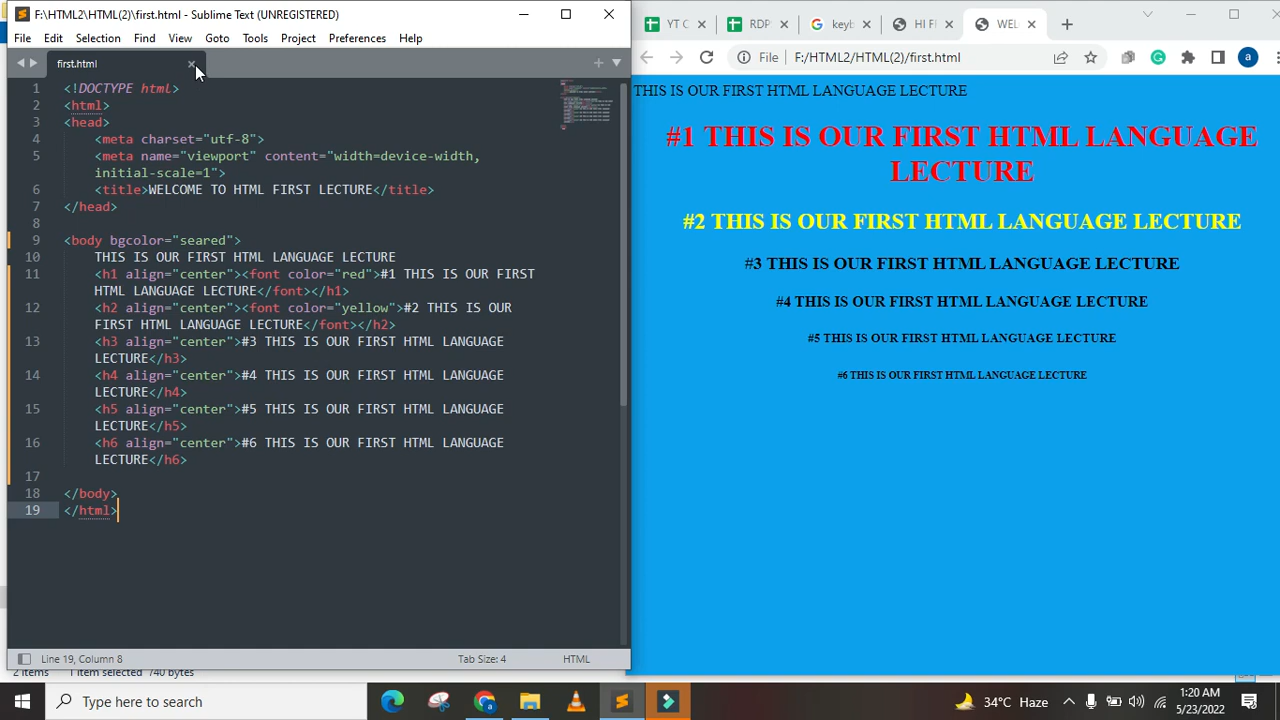 F:\HTML2\HTML(2)\first.html - Sublime Text (UNREGISTERED)
File Edit Selection Find View Goto Tools Project Preferences Help
first.html
1 <!DOCTYPE html>
2 <html>
3 <head>
4 <meta charset="utf-8">
5 <meta name="viewport" content="width=device-width,
initial-scale=1">
6 <title>WELCOME TO HTML FIRST LECTURE</title>
7 </head>
8
9 <body bgcolor="seared">
10 THIS IS OUR FIRST HTML LANGUAGE LECTURE
11 <h1 align="center"><font color="red">#1 THIS IS OUR FIRST
HTML LANGUAGE LECTURE</font></h1>
12 <h2 align="center"><font color="yellow">#2 THIS IS OUR
FIRST HTML LANGUAGE LECTURE</font></h2>
13 <h3 align="center">#3 THIS IS OUR FIRST HTML LANGUAGE
LECTURE</h3>
14 <h4 align="center">#4 THIS IS OUR FIRST HTML LANGUAGE
LECTURE</h4>
15 <h5 align="center">#5 THIS IS OUR FIRST HTML LANGUAGE
LECTURE</h5>
16 <h6 align="center">#6 THIS IS OUR FIRST HTML LANGUAGE
LECTURE</h6>
17
18 </body>
19 </html>
Line 19, Column 8 Tab Size: 4 HTML
YT C RDP keyb HI FI WEL
File F:/HTML2/HTML(2)/first.html a
THIS IS OUR FIRST HTML LANGUAGE LECTURE
#1 THIS IS OUR FIRST HTML LANGUAGE
LECTURE
#2 THIS IS OUR FIRST HTML LANGUAGE LECTURE
#3 THIS IS OUR FIRST HTML LANGUAGE LECTURE
#4 THIS IS OUR FIRST HTML LANGUAGE LECTURE
#5 THIS IS OUR FIRST HTML LANGUAGE LECTURE
#6 THIS IS OUR FIRST HTML LANGUAGE LECTURE
2 items 1 item selected 740 bytes
Type here to search
34°C Haze
1:20 AM
5/23/2022